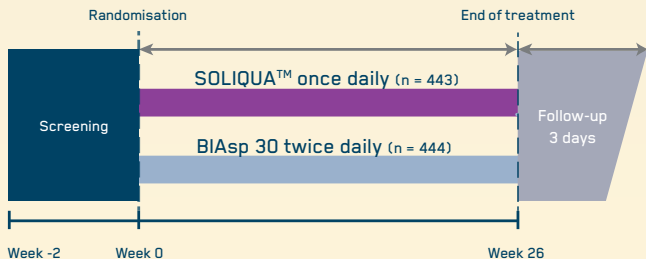 Randomisation
End of treatment
SOLIQUA™ once daily (n = 443)
Screening
BIAsp 30 twice daily (n = 444)
Follow-up
3 days
Week -2
Week 0
Week 26